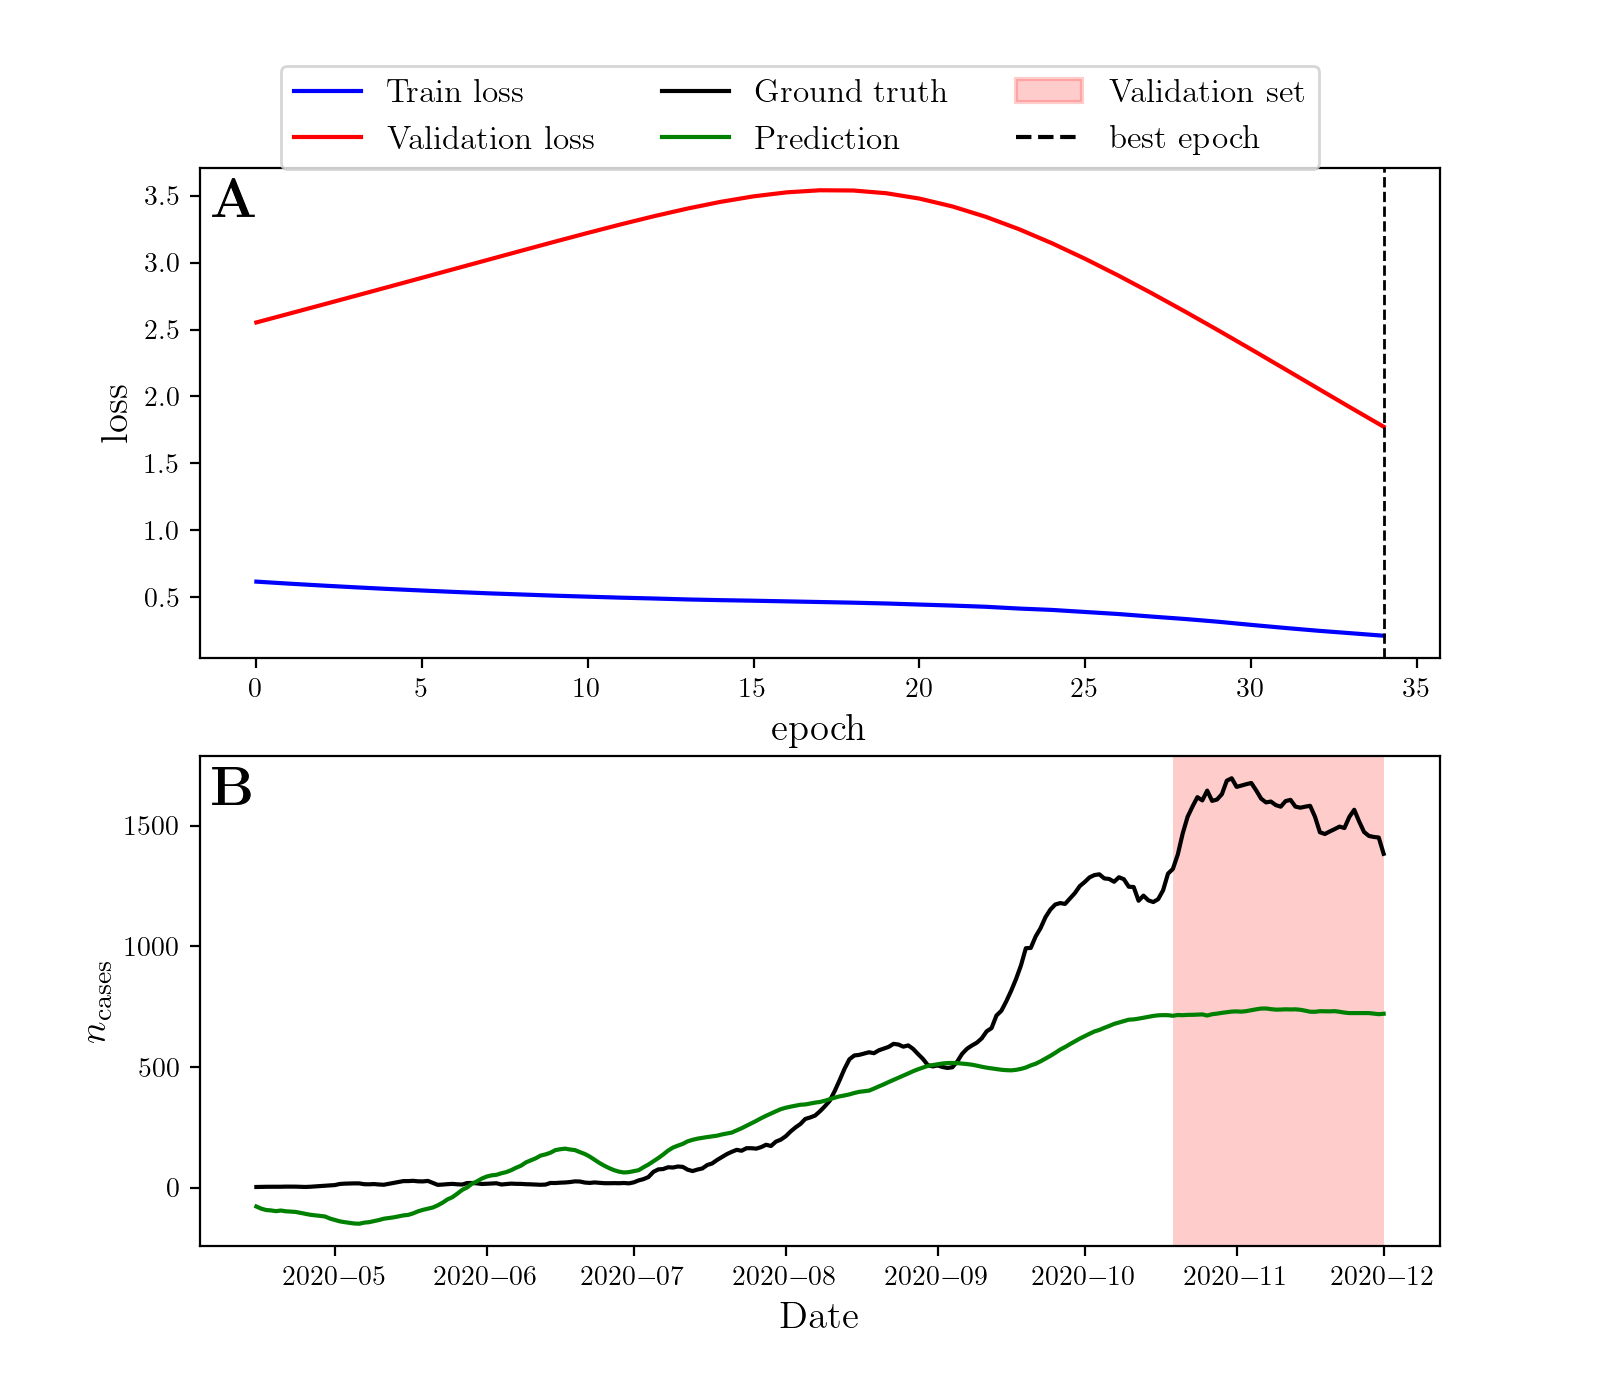 Train loss Ground truth Validation set
Validation loss Prediction best epoch
A
3.5
3.0
2.5
2.0
1.5
1.0
0.5
loss
0 5 10 15 20 25 30 35
epoch
B
1500
1000
500
0
n_cases
2020−05 2020−06 2020−07 2020−08 2020−09 2020−10 2020−11 2020−12
Date